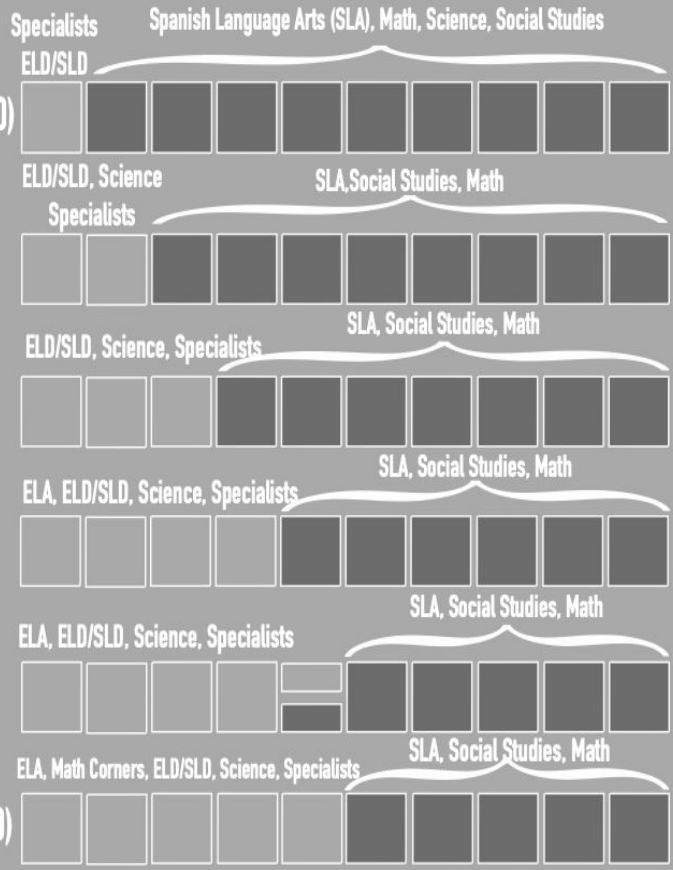 Specialists
Spanish Language Arts (SLA), Math, Science, Social Studies
ELD/SLD
0)
ELD/SLD, Science
SLA,Social Studies, Math
Specialists
SLA, Social Studies, Math
ELD/SLD, Science, Specialists
SLA, Social Studies, Math
ELA, ELD/SLD, Science, Specialists
SLA, Social Studies, Math
ELA, ELD/SLD, Science, Specialists
SLA, Social Studies, Math
ELA, Math Corners, ELD/SLD, Science, Specialists
0)